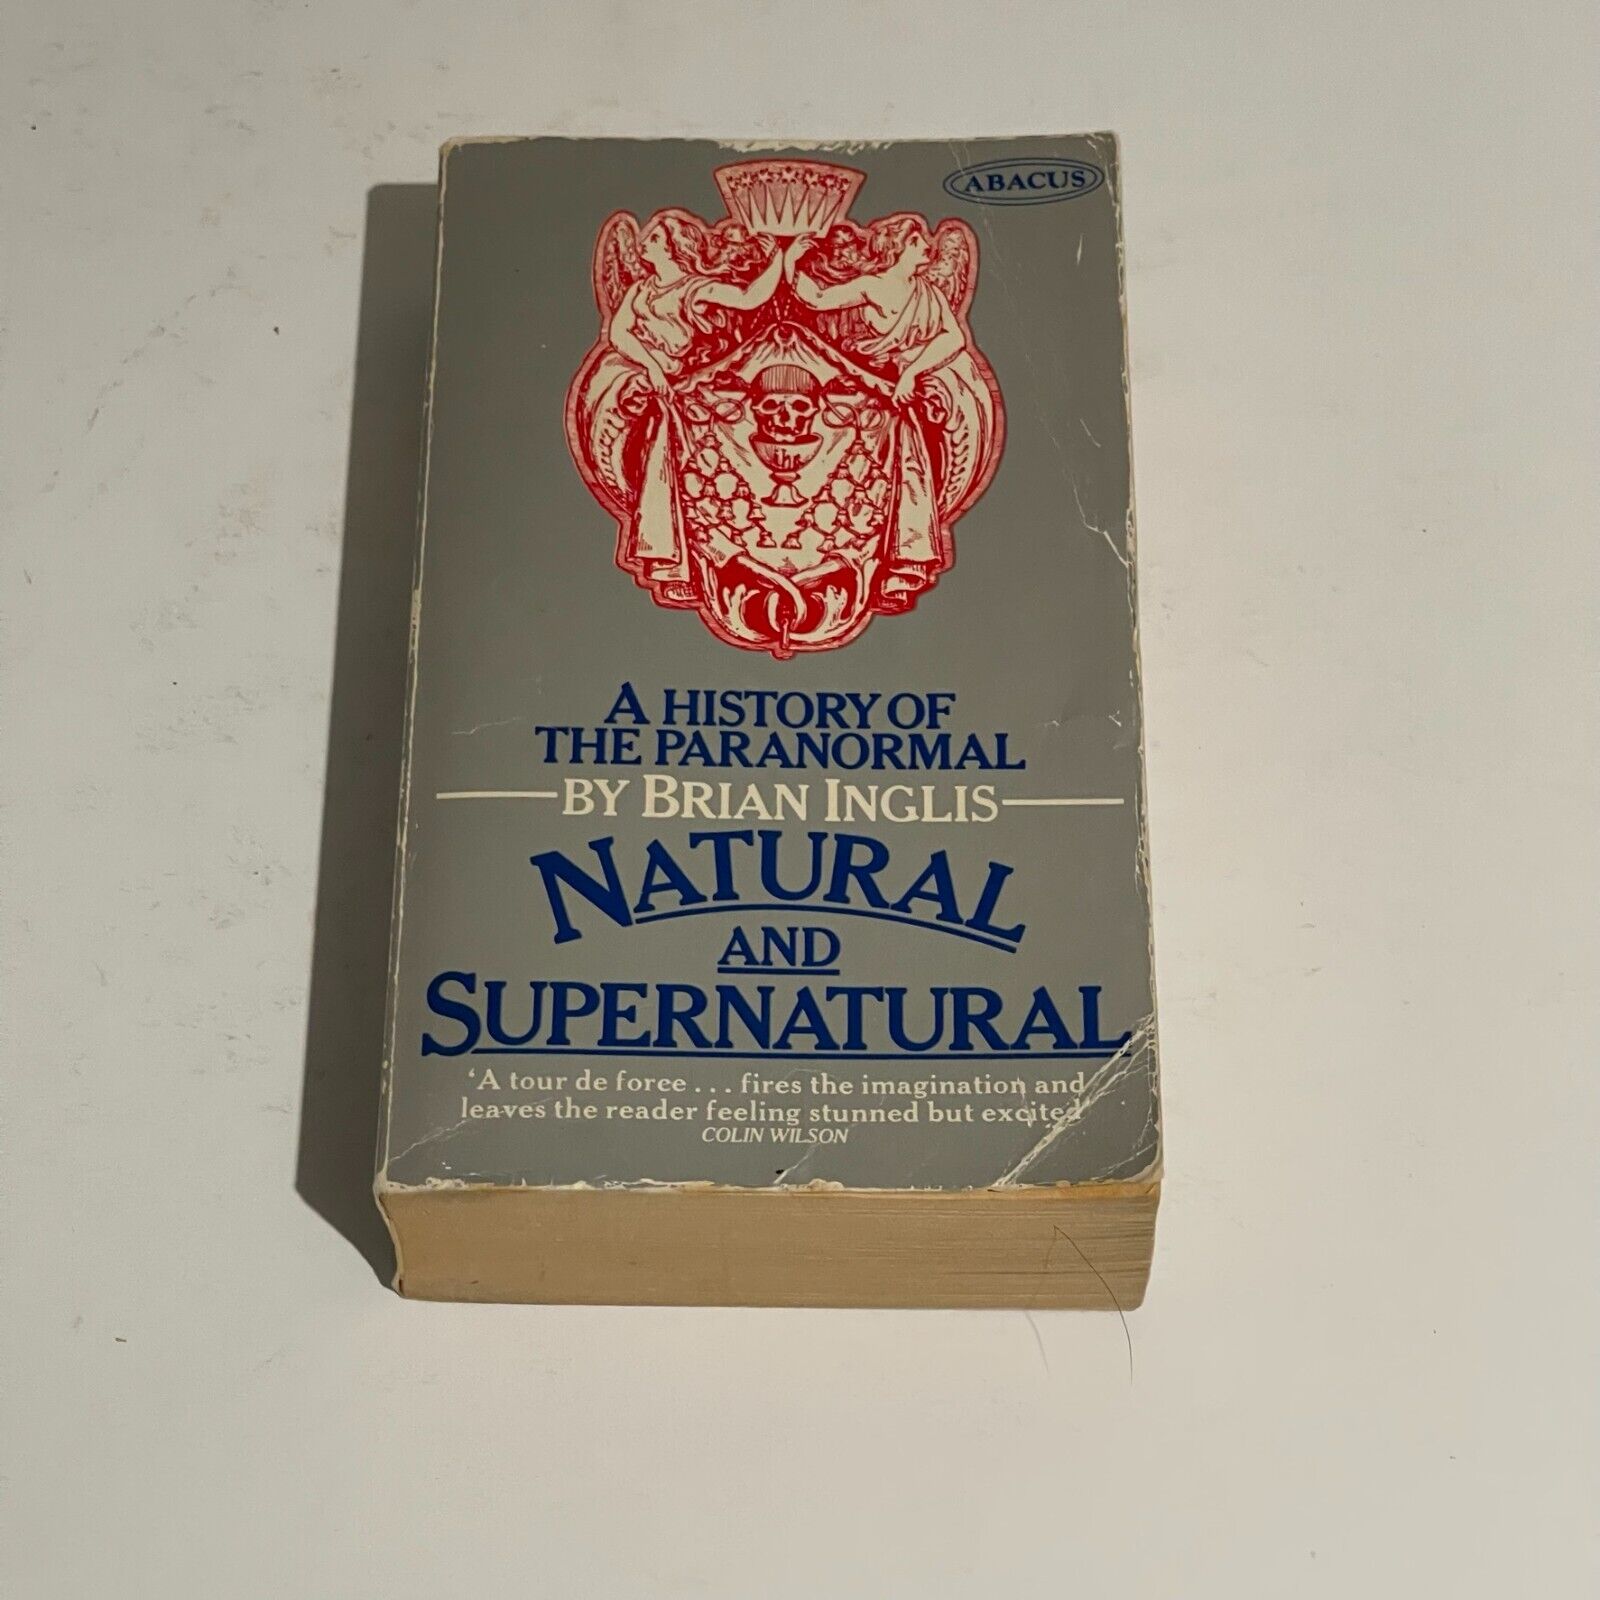 ABACUS
A HISTORY OF
THE PARANORMAL
BY BRIAN INGLIS
NATURAL
AND
SUPERNATURAL
'A tour de force . . . fires the imagination and
leaves the reader feeling stunned but excited'
COLIN WILSON